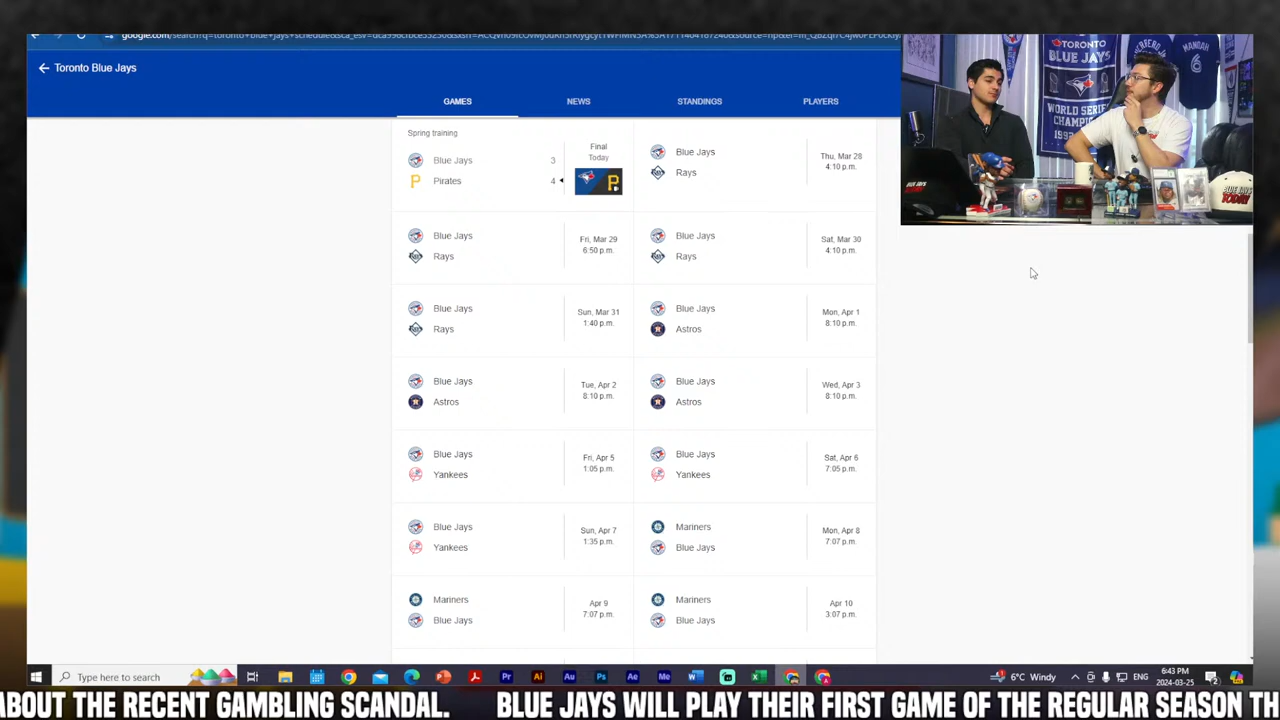 Toronto Blue Jays
GAMES
NEWS
STANDINGS
PLAYERS
Spring training
Blue Jays 3
Pirates 4
Final
Today
Blue Jays
Rays
Thu, Mar 28
4:10 p.m.
Blue Jays
Rays
Fri, Mar 29
6:50 p.m.
Blue Jays
Rays
Sat, Mar 30
4:10 p.m.
Blue Jays
Rays
Sun, Mar 31
1:40 p.m.
Blue Jays
Astros
Mon, Apr 1
8:10 p.m.
Blue Jays
Astros
Tue, Apr 2
8:10 p.m.
Blue Jays
Astros
Wed, Apr 3
8:10 p.m.
Blue Jays
Yankees
Fri, Apr 5
1:05 p.m.
Blue Jays
Yankees
Sat, Apr 6
7:05 p.m.
Blue Jays
Yankees
Sun, Apr 7
1:35 p.m.
Mariners
Blue Jays
Mon, Apr 8
7:07 p.m.
Mariners
Blue Jays
Apr 9
7:07 p.m.
Mariners
Blue Jays
Apr 10
3:07 p.m.
TORONTO
BLUE JAYS
WORLD SERIES
MANOAH
6
BLUE JAYS
TODAY
Type here to search
6°C Windy
ENG
6:43 PM
2024-03-25
ABOUT THE RECENT GAMBLING SCANDAL. BLUE JAYS WILL PLAY THEIR FIRST GAME OF THE REGULAR SEASON TH